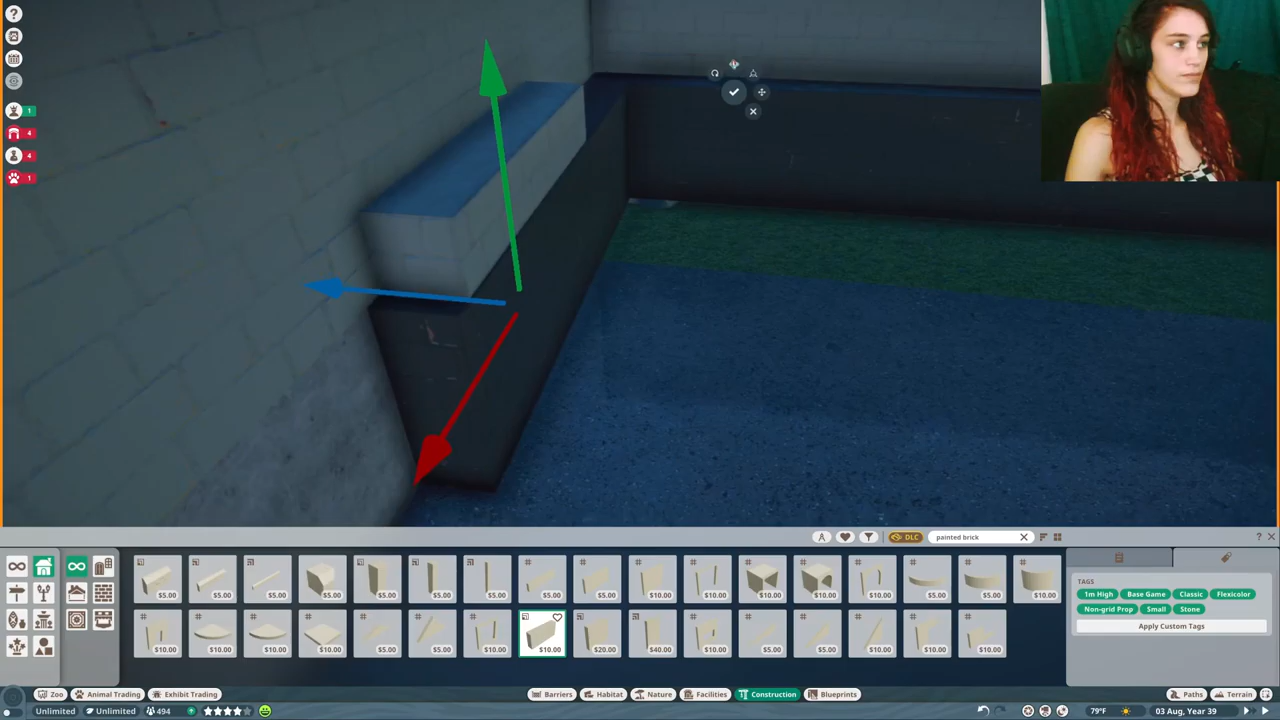 ?
1
4
4
1
DLC
painted brick
?
$5.00 $5.00 $5.00 $5.00 $5.00 $5.00 $5.00 $5.00 $5.00 $10.00 $10.00 $10.00 $10.00 $10.00 $5.00 $5.00 $10.00
$10.00 $10.00 $10.00 $10.00 $5.00 $5.00 $10.00 $10.00 $20.00 $40.00 $10.00 $5.00 $5.00 $10.00 $10.00 $10.00
TAGS
1m High Base Game Classic Flexicolor
Non-grid Prop Small Stone
Apply Custom Tags
Zoo Animal Trading Exhibit Trading Barriers Habitat Nature Facilities Construction Blueprints Paths Terrain
Unlimited Unlimited 494 79°F 03 Aug, Year 39